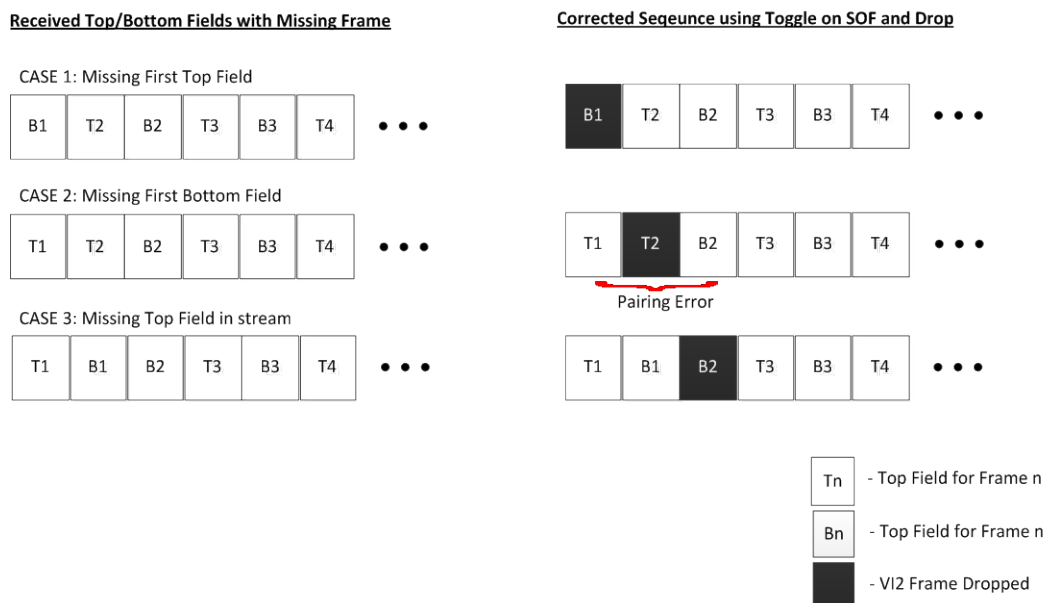 Received Top/Bottom Fields with Missing Frame
Corrected Seqeunce using Toggle on SOF and Drop
CASE 1: Missing First Top Field
B1 T2 B2 T3 B3 T4 • • •
B1 T2 B2 T3 B3 T4 • • •
CASE 2: Missing First Bottom Field
T1 T2 B2 T3 B3 T4 • • •
T1 T2 B2 T3 B3 T4 • • •
Pairing Error
CASE 3: Missing Top Field in stream
T1 B1 B2 T3 B3 T4 • • •
T1 B1 B2 T3 B3 T4 • • •
Tn - Top Field for Frame n
Bn - Top Field for Frame n
- VI2 Frame Dropped